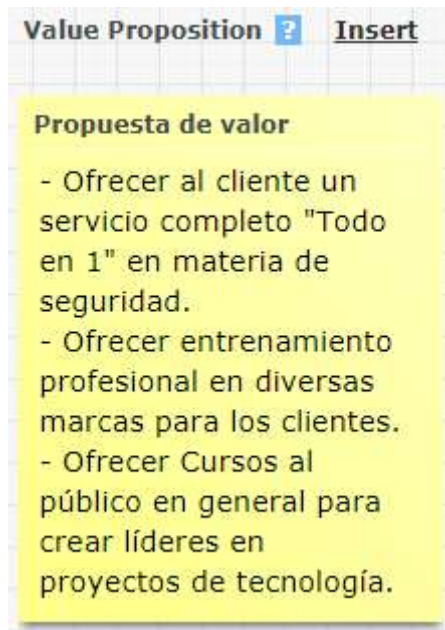 Value Proposition ? Insert
Propuesta de valor
- Ofrecer al cliente un
servicio completo "Todo
en 1" en materia de
seguridad.
- Ofrecer entrenamiento
profesional en diversas
marcas para los clientes.
- Ofrecer Cursos al
público en general para
crear líderes en
proyectos de tecnología.